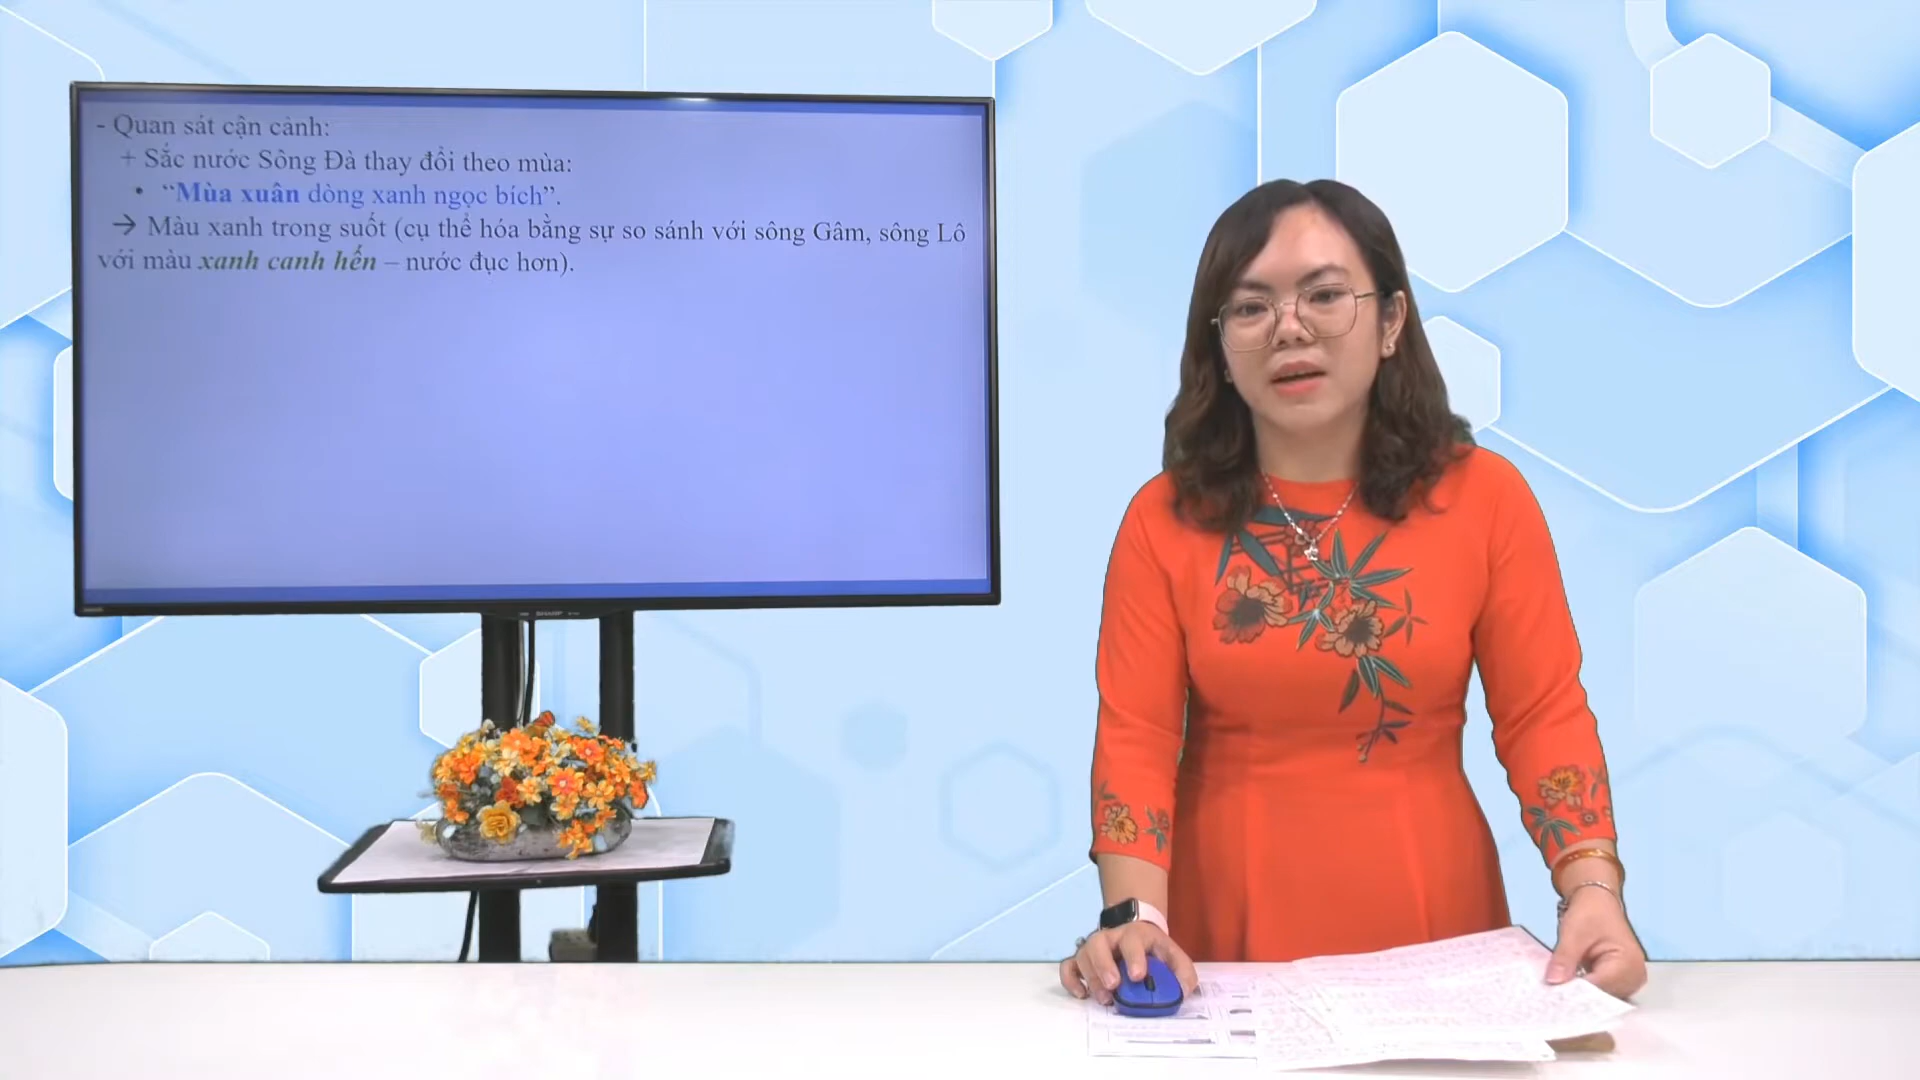 - Quan sát cận cảnh:
+ Sắc nước Sông Đà thay đổi theo mùa:
• “Mùa xuân dòng xanh ngọc bích”.
→ Màu xanh trong suốt (cụ thể hóa bằng sự so sánh với sông Gâm, sông Lô
với màu xanh canh hến – nước đục hơn).